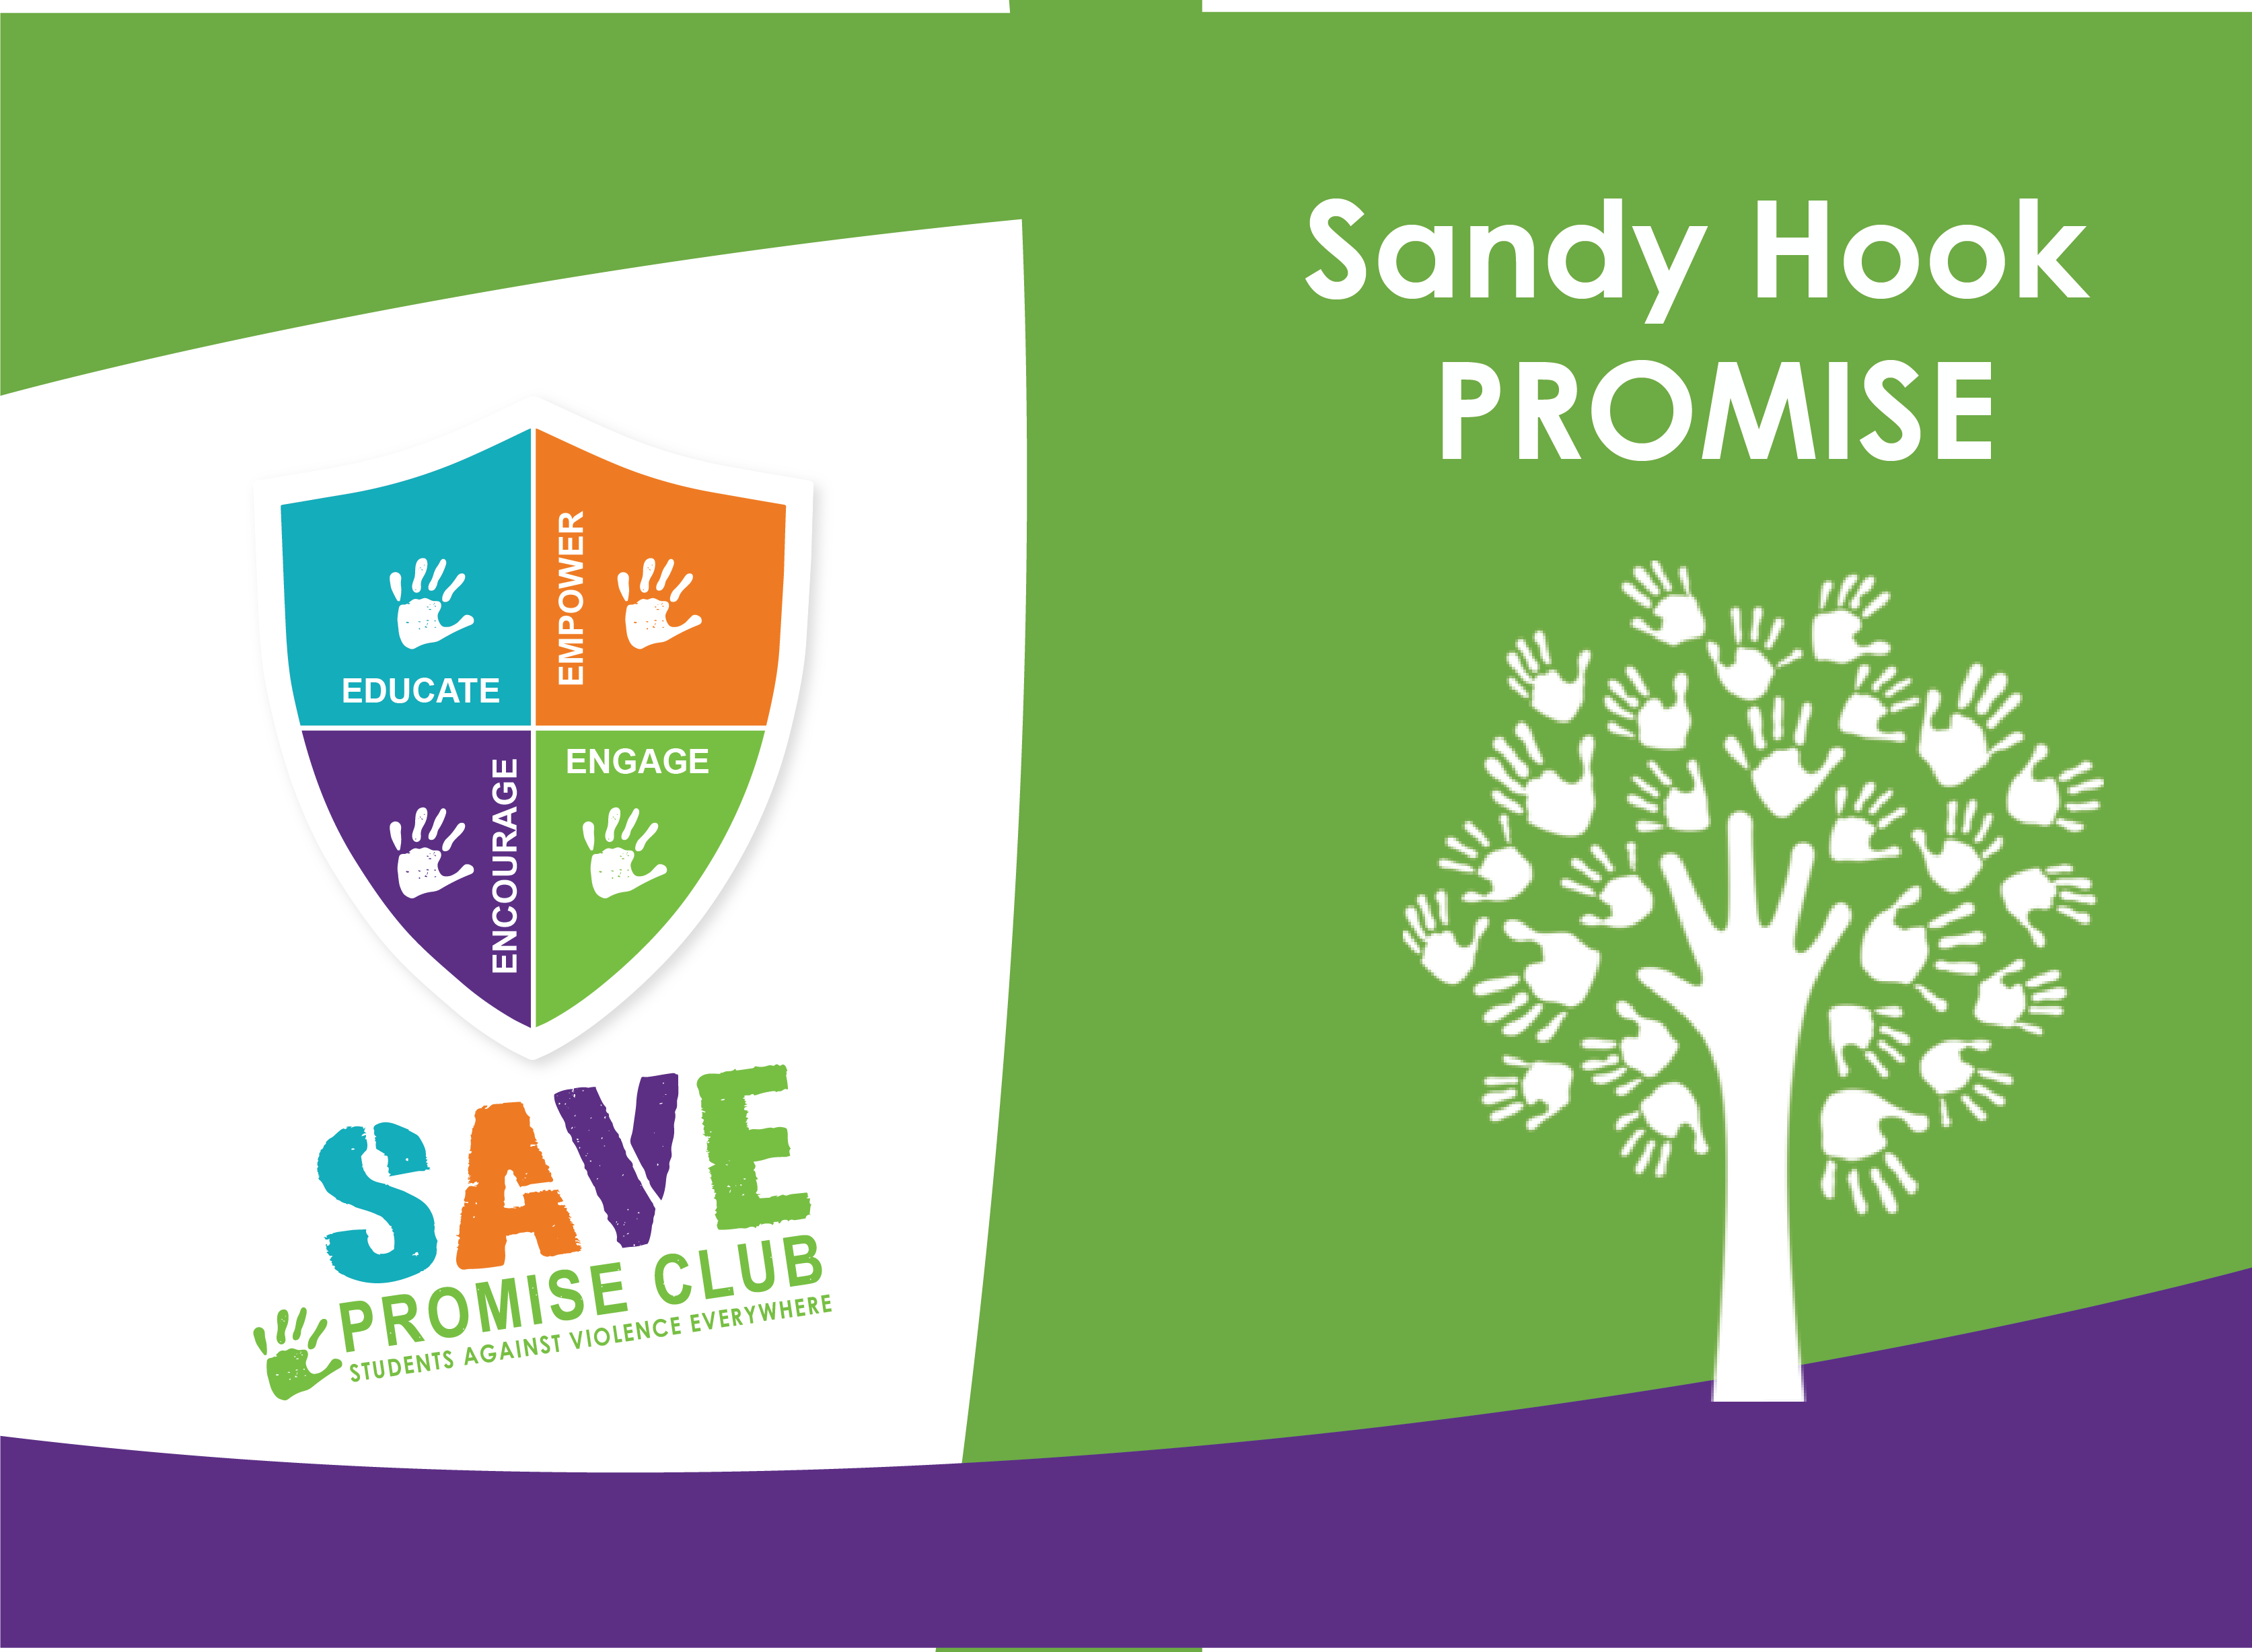 EDUCATE
EMPOWER
ENCOURAGE
ENGAGE
SAVE
PROMISE CLUB
STUDENTS AGAINST VIOLENCE EVERYWHERE
Sandy Hook
PROMISE